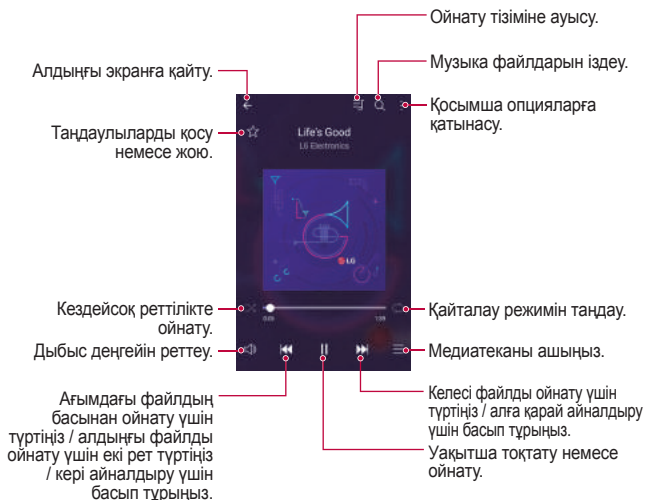 Ойнату тізіміне ауысу.
Алдыңғы экранға қайту.
Музыка файлдарын іздеу.
Қосымша опцияларға
қатынасу.
Таңдаулыларды қосу
немесе жою.
Life's Good
LG Electronics
LG
Кездейсоқ реттілікте
ойнату.
Қайталау режимін таңдау.
Дыбыс деңгейін реттеу.
Медиатеканы ашыңыз.
Ағымдағы файлдың
басынан ойнату үшін
түртіңіз / алдыңғы файлды
ойнату үшін екі рет түртіңіз
/ кері айналдыру үшін
басып тұрыңыз.
Келесі файлды ойнату үшін
түртіңіз / алға қарай айналдыру
үшін басып тұрыңыз.
Уақытша тоқтату немесе
ойнату.